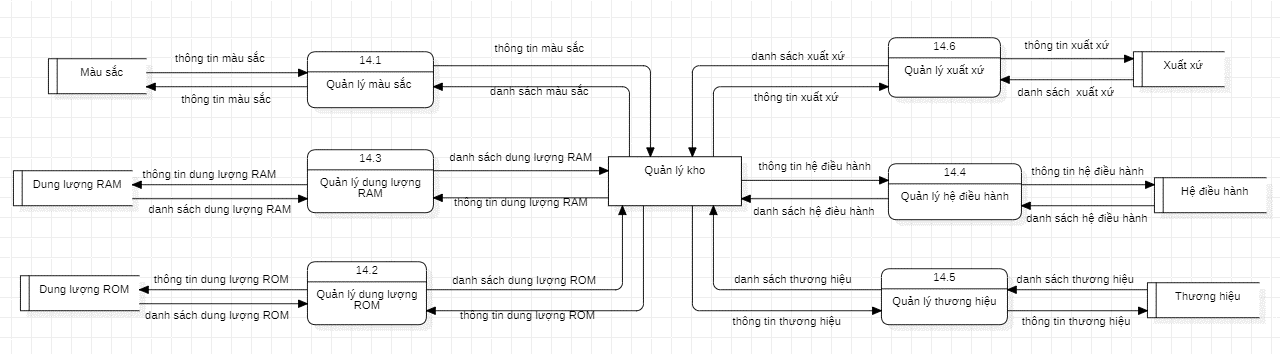 thông tin màu sắc
14.1
Màu sắc
Quản lý màu sắc
thông tin màu sắc
thông tin màu sắc
danh sách màu sắc
14.3
danh sách dung lượng RAM
thông tin dung lượng RAM
Dung lượng RAM
Quản lý dung lượng
RAM
danh sách dung lượng RAM
thông tin dung lượng RAM
14.2
thông tin dung lượng ROM
danh sách dung lượng ROM
Dung lượng ROM
Quản lý dung lượng
ROM
danh sách dung lượng ROM
thông tin dung lượng ROM
Quản lý kho
danh sách xuất xứ
14.6
thông tin xuất xứ
Quản lý xuất xứ
Xuất xứ
thông tin xuất xứ
danh sách xuất xứ
thông tin hệ điều hành
14.4
thông tin hệ điều hành
Quản lý hệ điều hành
Hệ điều hành
danh sách hệ điều hành
danh sách hệ điều hành
danh sách thương hiệu
14.5
danh sách thương hiệu
Quản lý thương hiệu
Thương hiệu
thông tin thương hiệu
thông tin thương hiệu